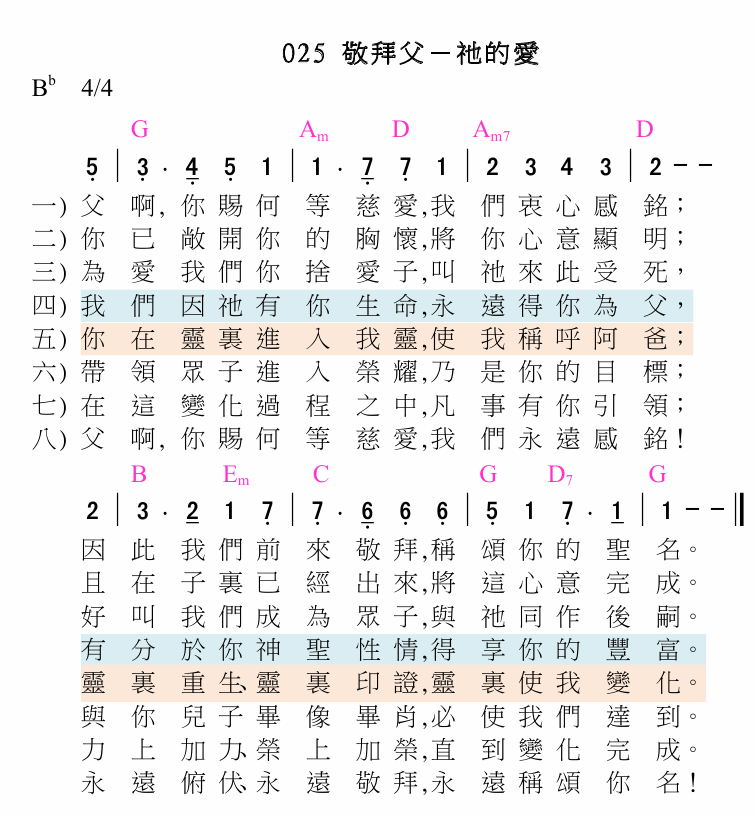 025 敬拜父－祂的愛
B♭ 4/4
G Am D Am7 D
5 | 3 · 4 5 1 | 1 · 7 7 1 | 2 3 4 3 | 2 － －
一) 父啊,你賜何等慈愛,我們衷心感銘；
二) 你已敞開你的胸懷,將你心意顯明；
三) 為愛我們你捨愛子,叫祂來此受死，
四) 我們因祂有你生命,永遠得你為父，
五) 你在靈裏進入我靈,使我稱呼阿爸；
六) 帶領眾子進入榮耀,乃是你的目標；
七) 在這變化過程之中,凡事有你引領；
八) 父啊,你賜何等慈愛,我們永遠感銘！
B Em C G D7 G
2 | 3 · 2 1 7 | 7 · 6 6 6 | 5 1 7 · 1 | 1 － － ‖
因此我們前來敬拜,稱頌你的聖名。
且在子裏已經出來,將這心意完成。
好叫我們成為眾子,與祂同作後嗣。
有分於你神聖性情,得享你的豐富。
靈裏重生、靈裏印證,靈裏使我變化。
與你兒子畢像畢肖,必使我們達到。
力上加力、榮上加榮,直到變化完成。
永遠俯伏、永遠敬拜,永遠稱頌你名！